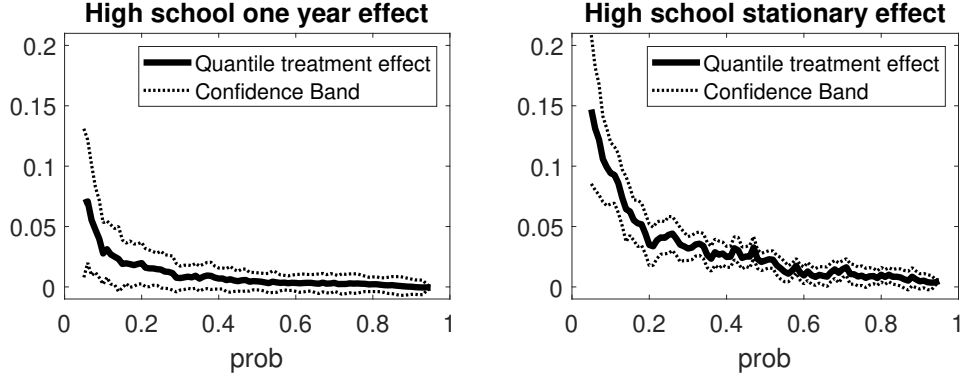 High school one year effect
0.2
0.15
0.1
0.05
0
Quantile treatment effect
Confidence Band
0 0.2 0.4 0.6 0.8 1
prob
High school stationary effect
0.2
0.15
0.1
0.05
0
Quantile treatment effect
Confidence Band
0 0.2 0.4 0.6 0.8 1
prob